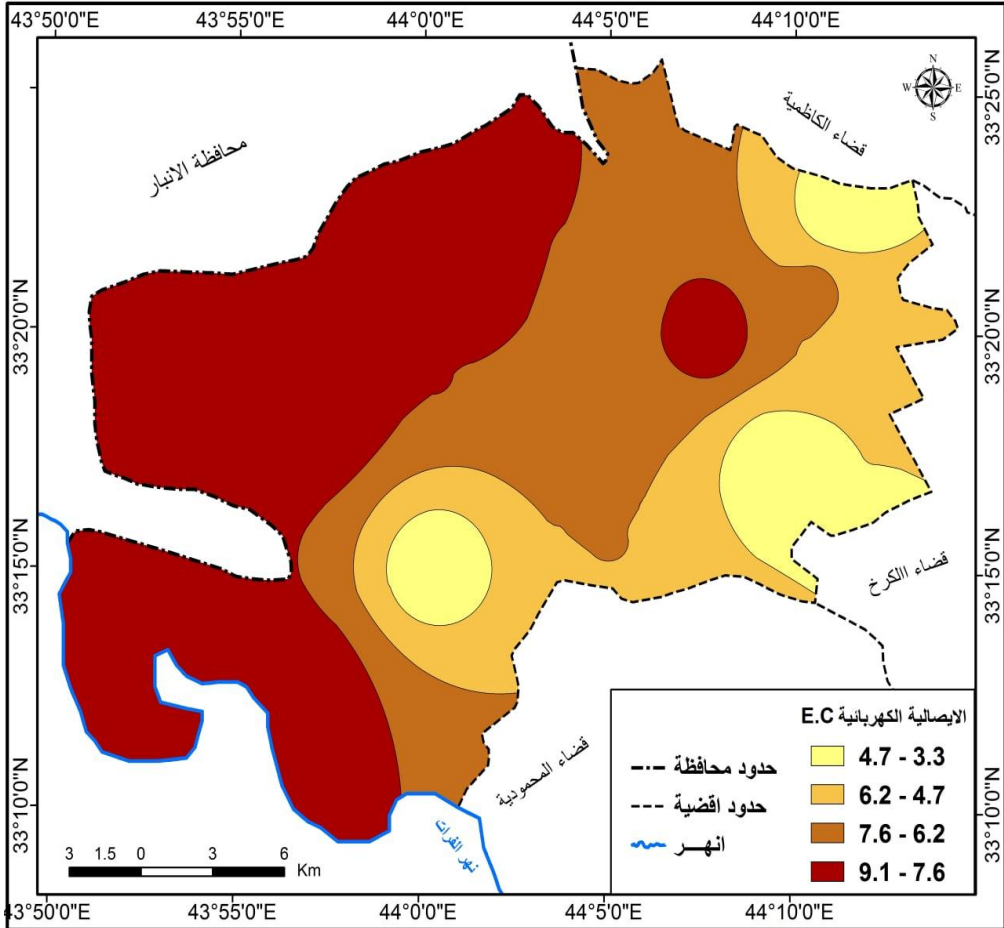 43°50'0"E
43°55'0"E
44°0'0"E
44°5'0"E
44°10'0"E
N
W
E
S
33°25'0"N
قضاء الكاظمية
محافظة الانبار
33°20'0"N
33°20'0"N
33°15'0"N
33°15'0"N
قضاء االكرخ
قضاء المحمودية
33°10'0"N
33°10'0"N
نهر الفرات
الايصالية الكهربائية E.C
4.7 - 3.3
6.2 - 4.7
7.6 - 6.2
9.1 - 7.6
حدود محافظة
حدود اقضية
انهـــر
3 1.5 0 3 6
Km
43°50'0"E
43°55'0"E
44°0'0"E
44°5'0"E
44°10'0"E